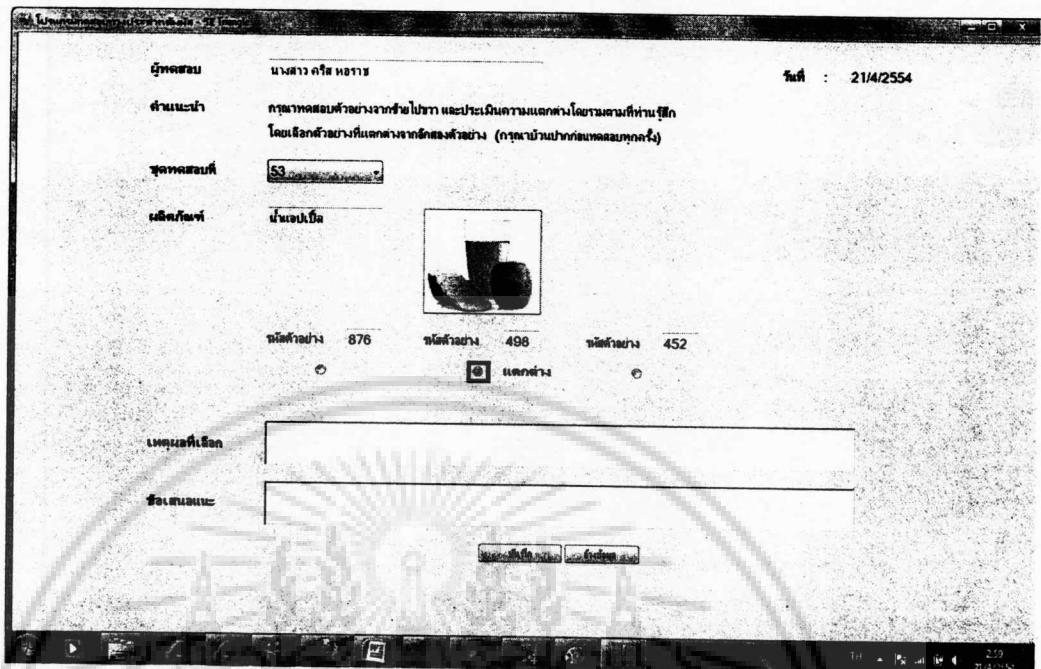 ผู้ทดสอบ นางสาว คริส หอราช วันที่ : 21/4/2554
คำแนะนำ กรุณาทดสอบตัวอย่างจากซ้ายไปขวา และประเมินความแตกต่างโดยรวมตามที่ท่านรู้สึก
โดยเลือกตัวอย่างที่แตกต่างจากอีกสองตัวอย่าง (กรุณาบ้วนปากก่อนทดสอบทุกครั้ง)
ชุดทดสอบที่ 53
ผลิตภัณฑ์ น้ำแอปเปิ้ล
รหัสตัวอย่าง 876 รหัสตัวอย่าง 498 รหัสตัวอย่าง 452
แตกต่าง
เหตุผลที่เลือก
ข้อเสนอแนะ
TH 2:59